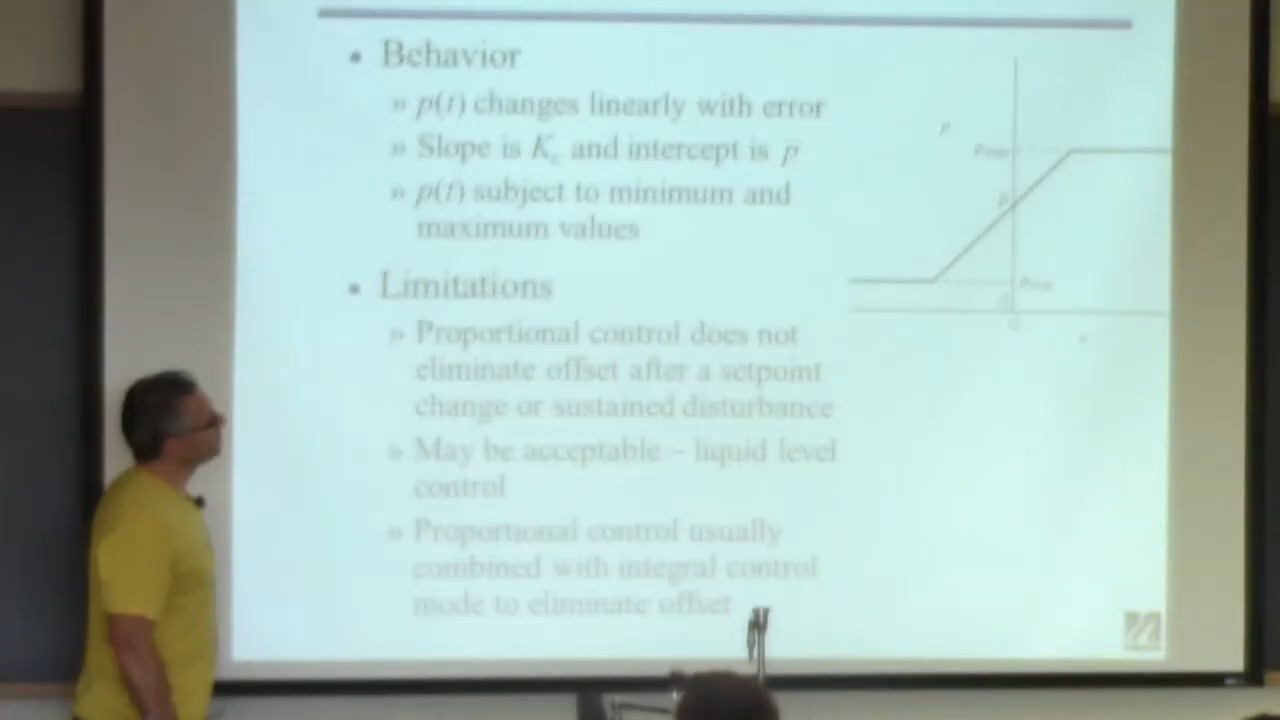 • Behavior
» p(t) changes linearly with error
» Slope is Kc and intercept is p̄
» p(t) subject to minimum and
maximum values
• Limitations
» Proportional control does not
eliminate offset after a setpoint
change or sustained disturbance
» May be acceptable – liquid level
control
» Proportional control usually
combined with integral control
mode to eliminate offset
p